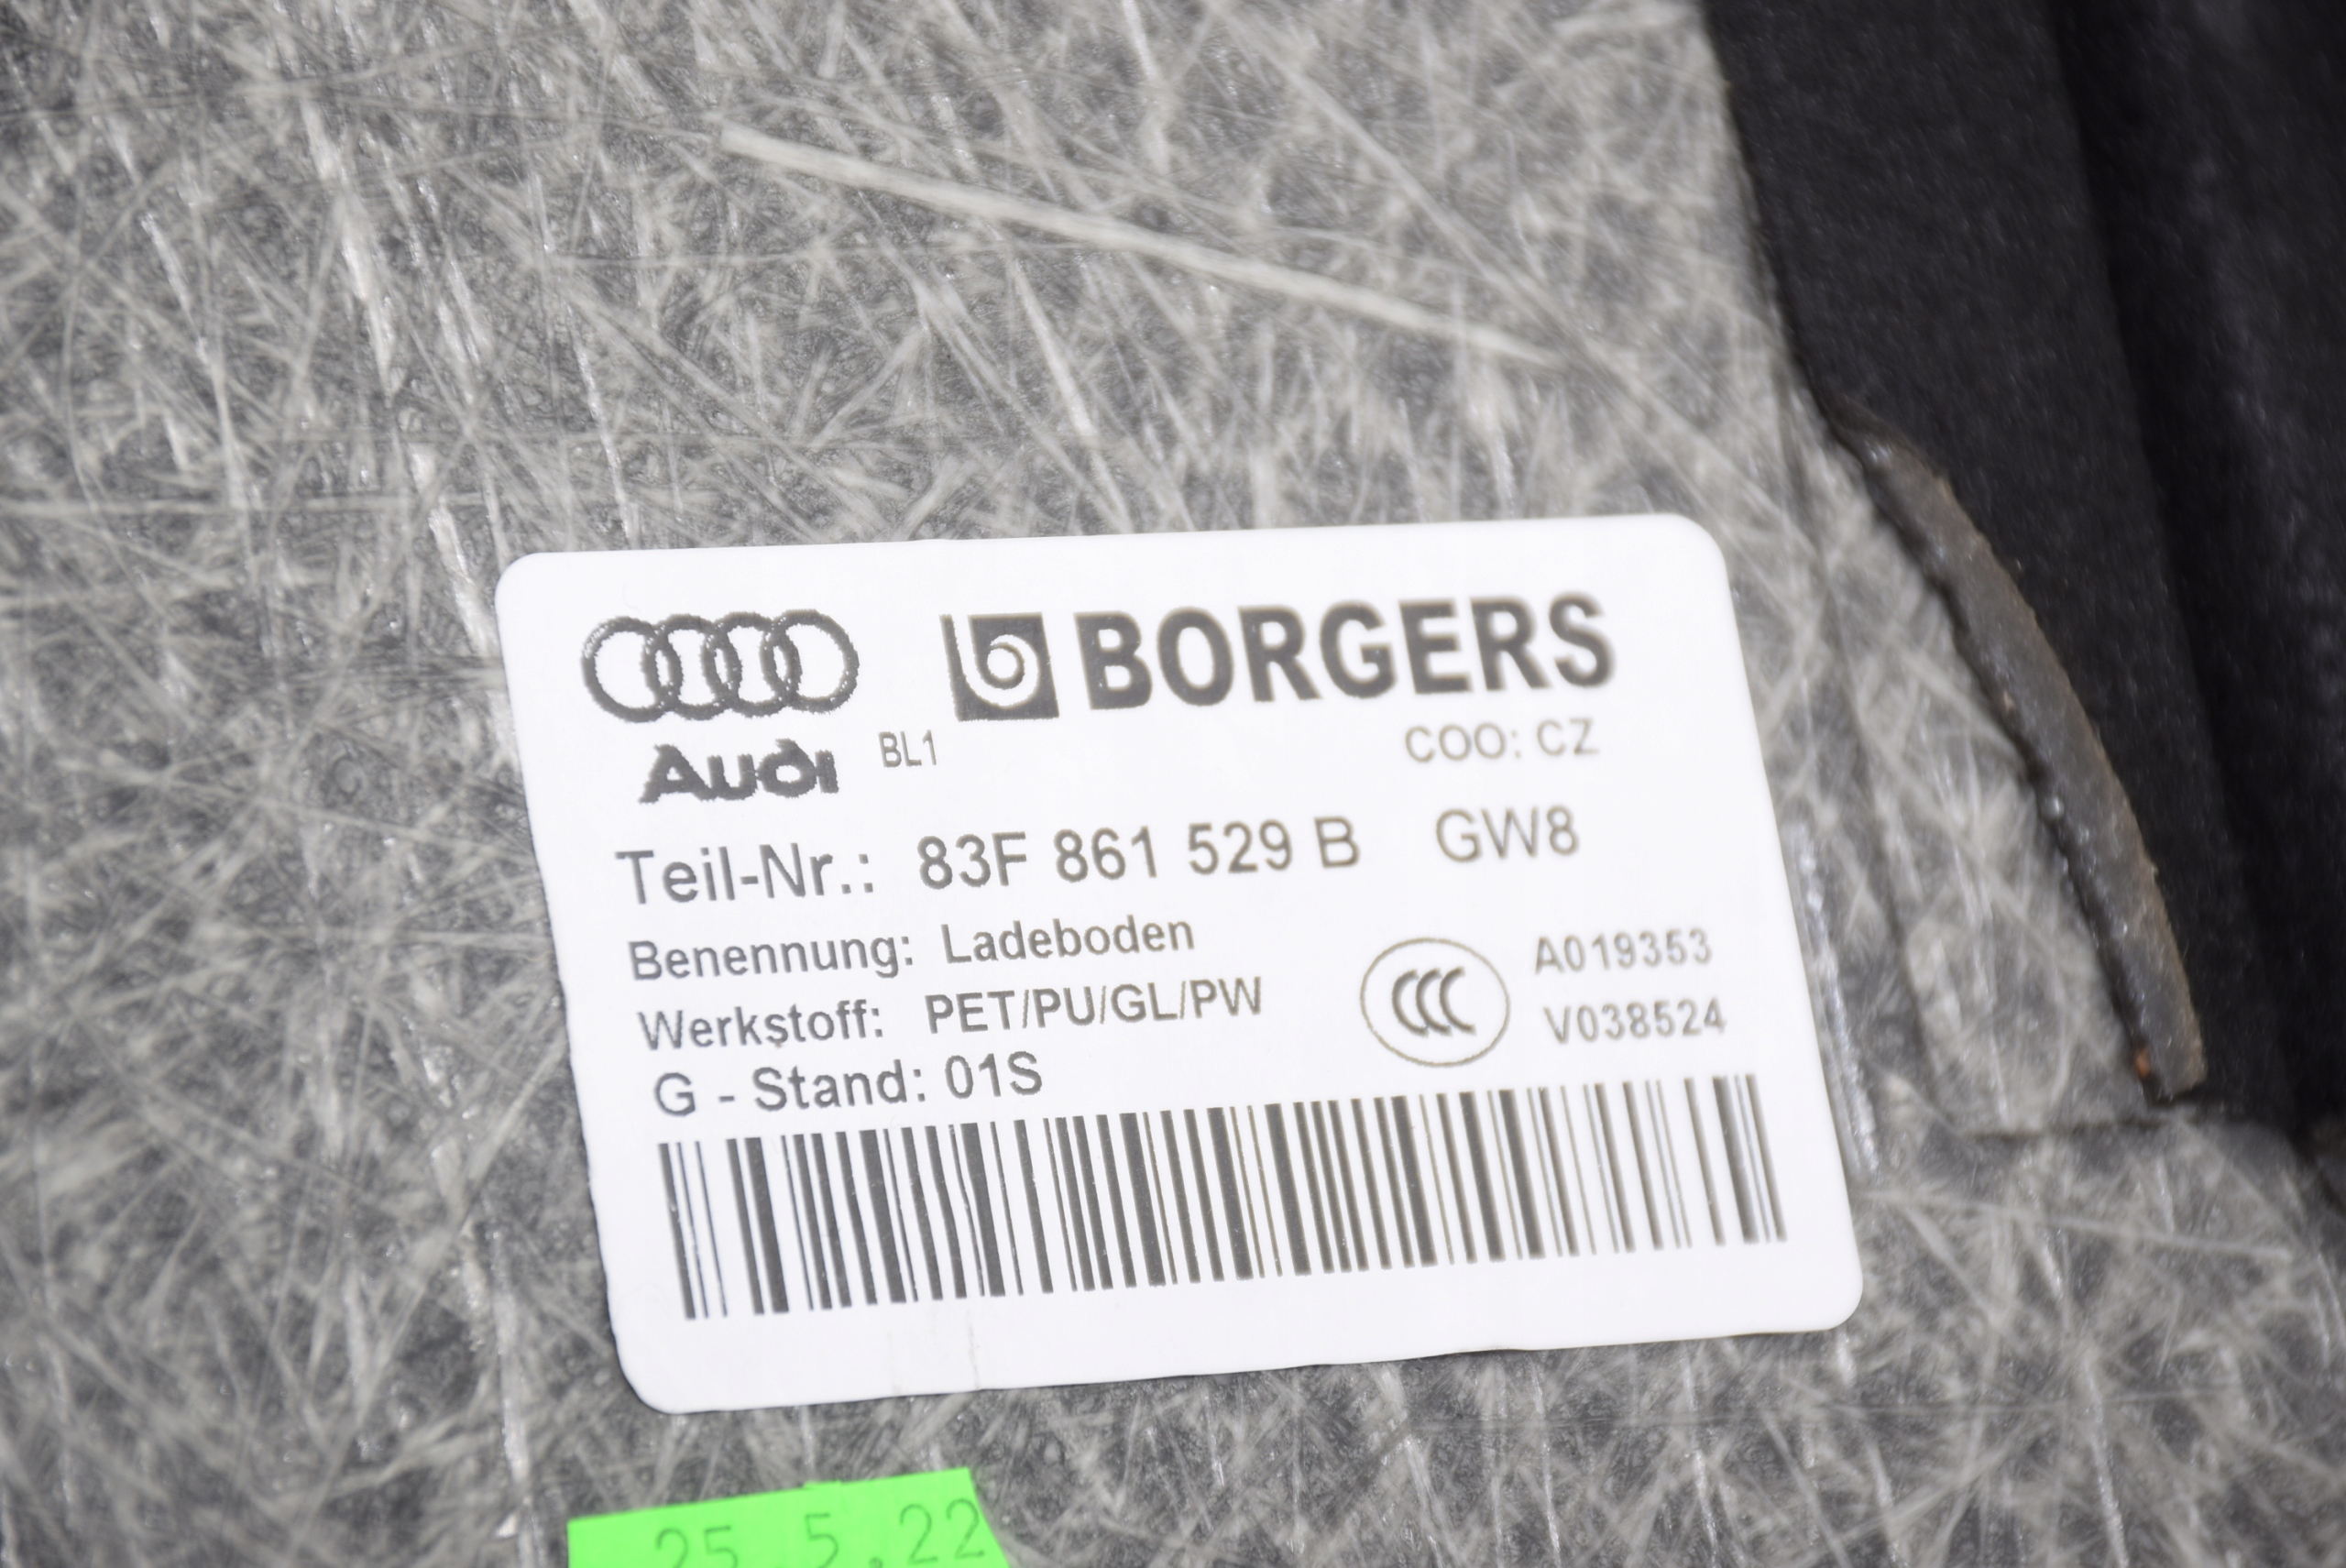 BORGERS
Audi BL1 COO: CZ
Teil-Nr.: 83F 861 529 B GW8
Benennung: Ladeboden
Werkstoff: PET/PU/GL/PW
G - Stand: 01S
CCC
A019353
V038524
25.5.22